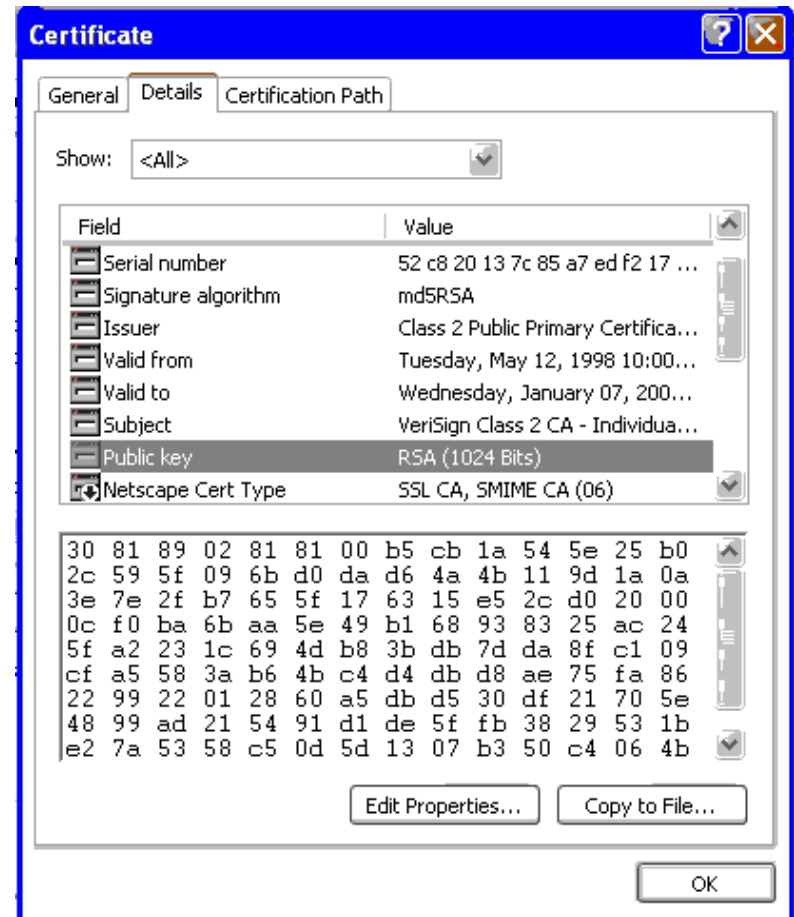 Certificate
General Details Certification Path
Show: <All>
Field Value
Serial number 52 c8 20 13 7c 85 a7 ed f2 17 ...
Signature algorithm md5RSA
Issuer Class 2 Public Primary Certifica...
Valid from Tuesday, May 12, 1998 10:00...
Valid to Wednesday, January 07, 200...
Subject VeriSign Class 2 CA - Individua...
Public key RSA (1024 Bits)
Netscape Cert Type SSL CA, SMIME CA (06)
30 81 89 02 81 81 00 b5 cb 1a 54 5e 25 b0
2c 59 5f 09 6b d0 da d6 4a 4b 11 9d 1a 0a
3e 7e 2f b7 65 5f 17 63 15 e5 2c d0 20 00
0c f0 ba 6b aa 5e 49 b1 68 93 83 25 ac 24
5f a2 23 1c 69 4d b8 3b db 7d da 8f c1 09
cf a5 58 3a b6 4b c4 d4 db d8 ae 75 fa 86
22 99 22 01 28 60 a5 db d5 30 df 21 70 5e
48 99 ad 21 54 91 d1 de 5f fb 38 29 53 1b
e2 7a 53 58 c5 0d 5d 13 07 b3 50 c4 06 4b
Edit Properties... Copy to File...
OK